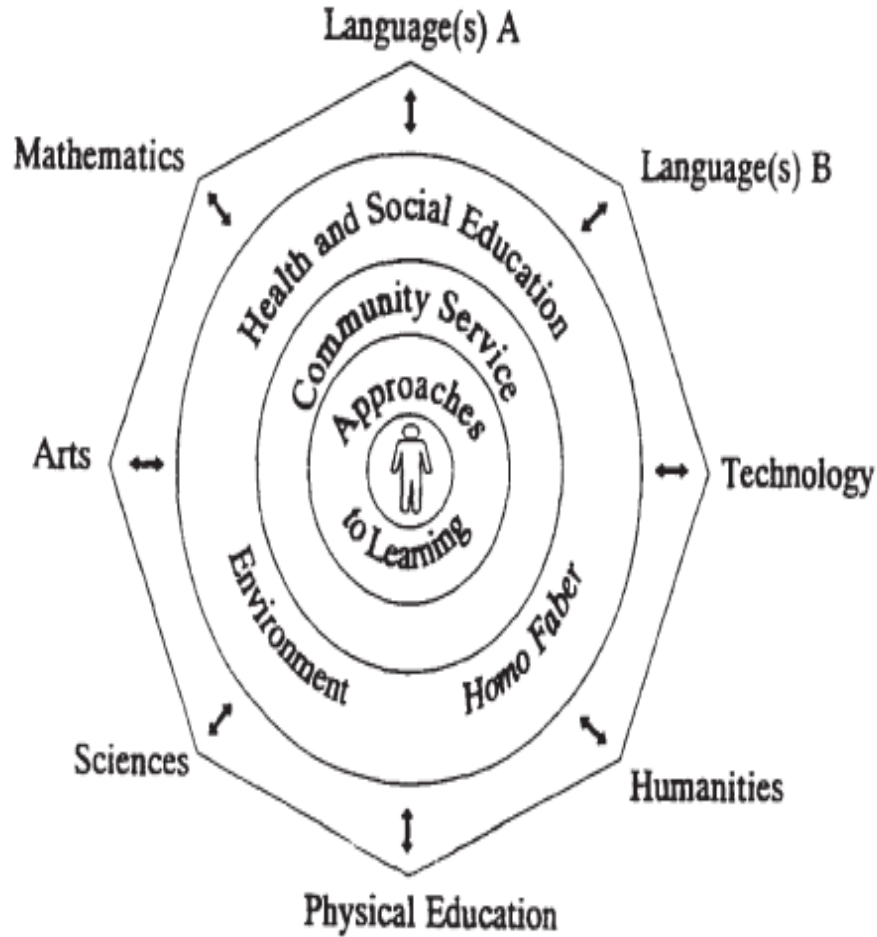 Language(s) A
Mathematics
Language(s) B
Health and Social Education
Community Service
Approaches
to Learning
Arts
Technology
Environment
Homo Faber
Sciences
Humanities
Physical Education